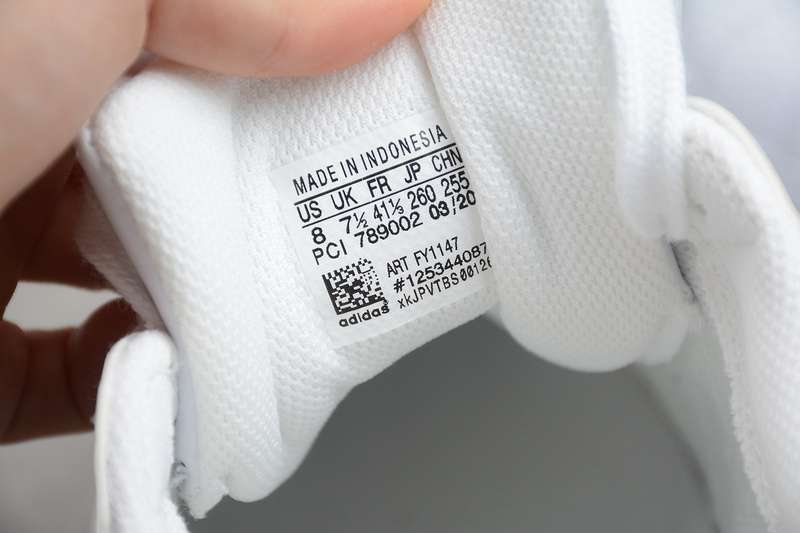 MADE IN INDONESIA
US UK FR JP CHN
8 7½ 41⅓ 260 255
PCI 789002 03/20
ART FY1147
#125344087
xkJPVTBS00126
adidas